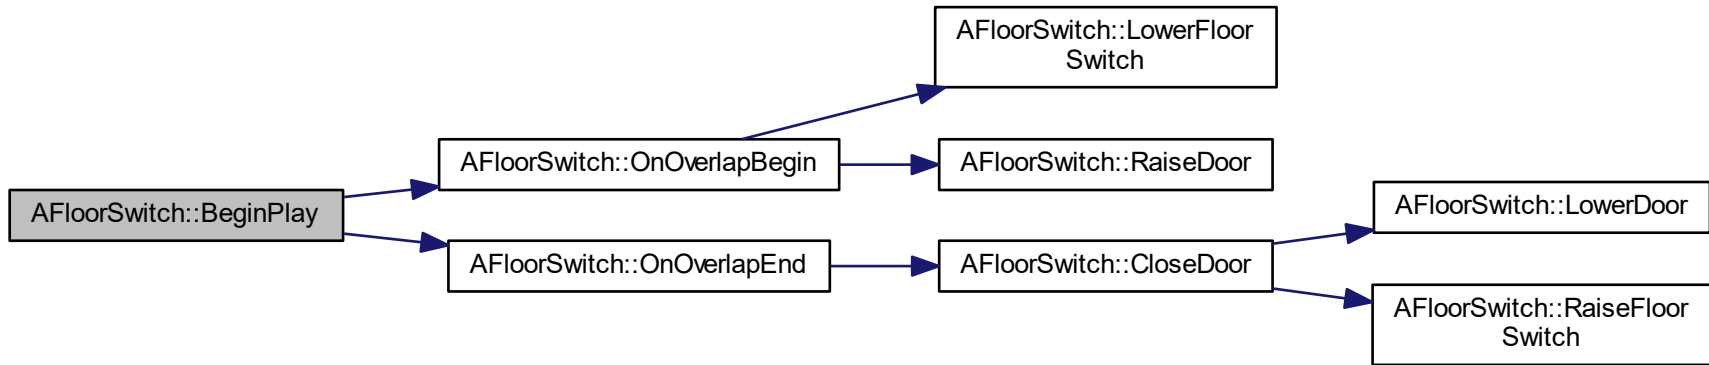 AFloorSwitch::BeginPlay
AFloorSwitch::OnOverlapBegin
AFloorSwitch::LowerFloor
Switch
AFloorSwitch::RaiseDoor
AFloorSwitch::OnOverlapEnd
AFloorSwitch::CloseDoor
AFloorSwitch::LowerDoor
AFloorSwitch::RaiseFloor
Switch